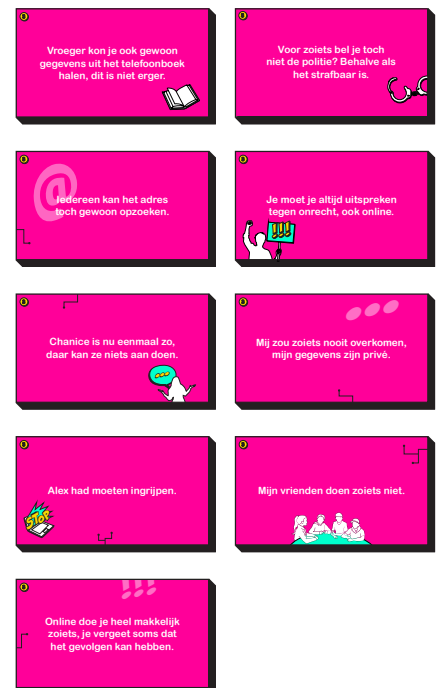 Vroeger kon je ook gewoon
gegevens uit het telefoonboek
halen, dit is niet erger.
Voor zoiets bel je toch
niet de politie? Behalve als
het strafbaar is.
@
Iedereen kan het adres
toch gewoon opzoeken.
Je moet je altijd uitspreken
tegen onrecht, ook online.
!!!
Chanice is nu eenmaal zo,
daar kan ze niets aan doen.
Mij zou zoiets nooit overkomen,
mijn gegevens zijn privé.
Alex had moeten ingrijpen.
STOP
Mijn vrienden doen zoiets niet.
!!!
Online doe je heel makkelijk
zoiets, je vergeet soms dat
het gevolgen kan hebben.